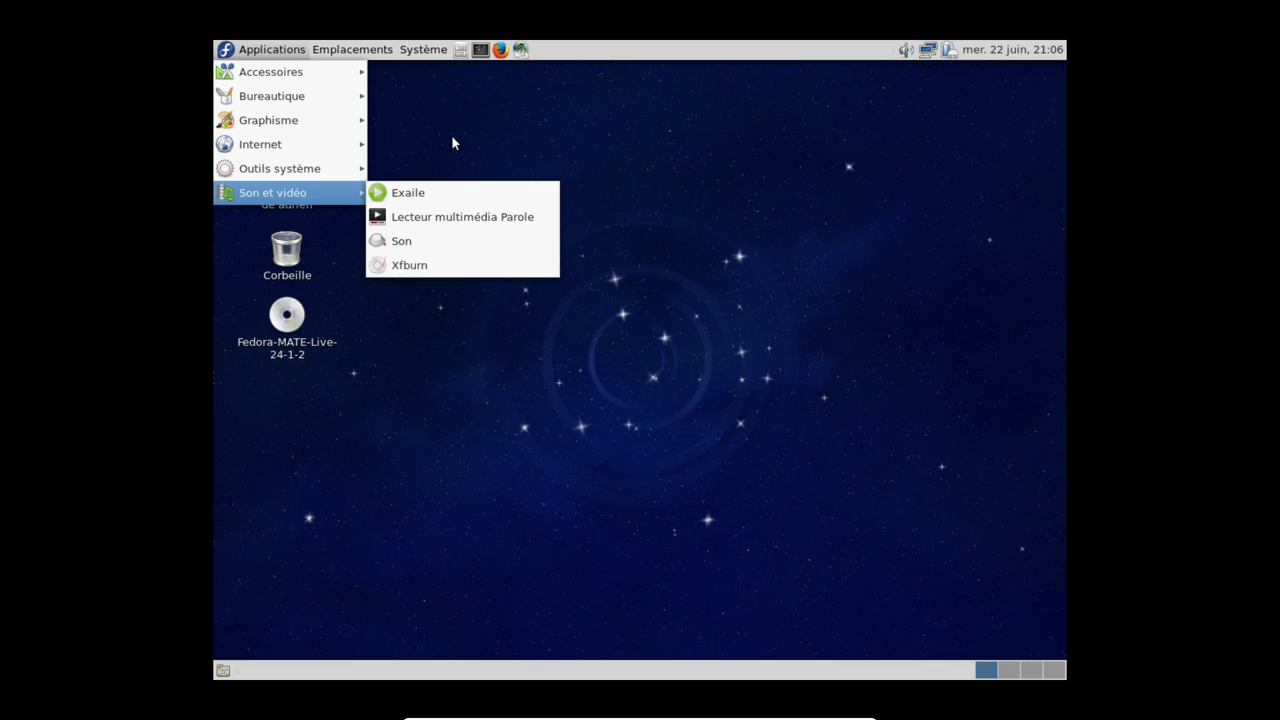 Applications Emplacements Système mer. 22 juin, 21:06
Accessoires
Bureautique
Graphisme
Internet
Outils système
Son et vidéo
Exaile
Lecteur multimédia Parole
Son
Xfburn
Corbeille
Fedora-MATE-Live-
24-1-2